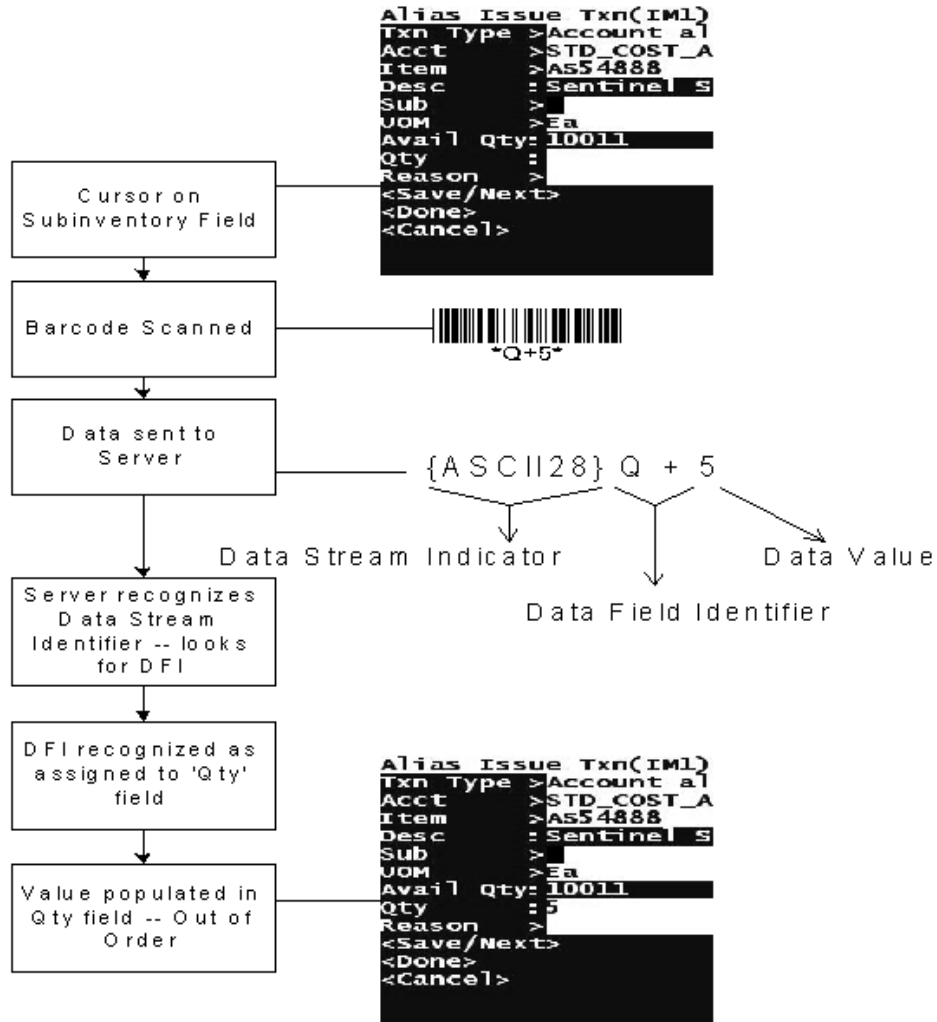 Alias Issue Txn(IM1)
Txn Type >Account al
Acct >STD_COST_A
Item >AS54888
Desc :Sentinel S
Sub >
UOM >Ea
Avail Qty:10011
Qty :
Reason >
<Save/Next>
<Done>
<Cancel>
Cursor on
Subinventory Field
Barcode Scanned
*Q+5*
Data sent to
Server
{ASCII28} Q + 5
Data Stream Indicator
Data Value
Data Field Identifier
Server recognizes
Data Stream
Identifier -- looks
for DFI
DFI recognized as
assigned to 'Qty'
field
Value populated in
Qty field -- Out of
Order
Alias Issue Txn(IM1)
Txn Type >Account al
Acct >STD_COST_A
Item >AS54888
Desc :Sentinel S
Sub >
UOM >Ea
Avail Qty:10011
Qty :5
Reason >
<Save/Next>
<Done>
<Cancel>